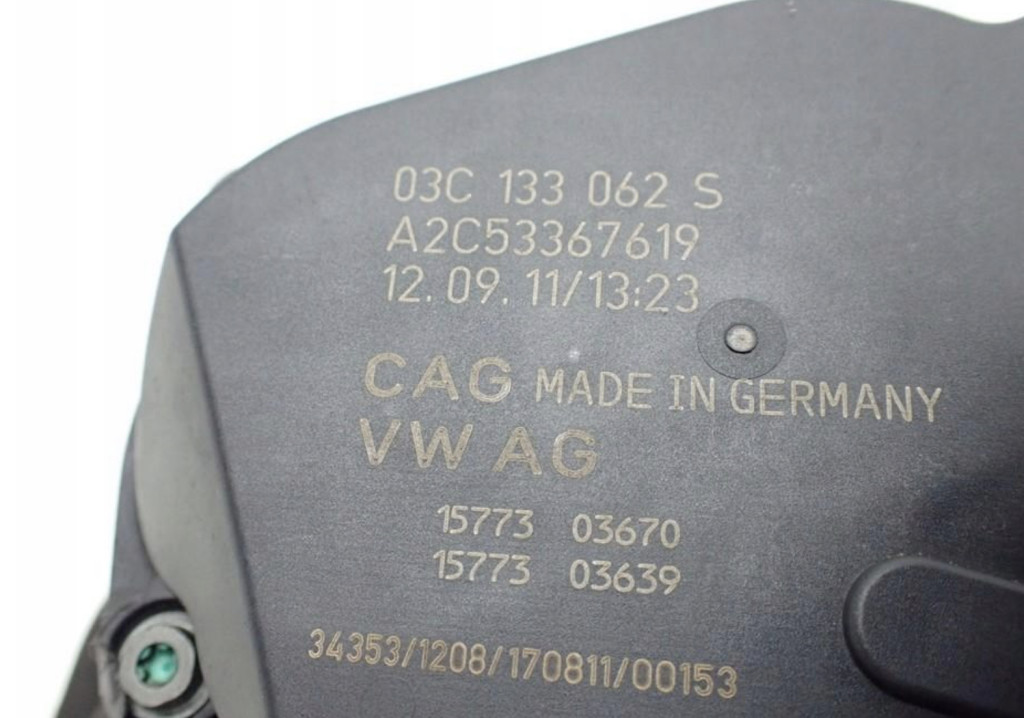 03C 133 062 S
A2C53367619
12.09.11/13:23
CAG MADE IN GERMANY
VW AG
15773 03670
15773 03639
34353/1208/170811/00153